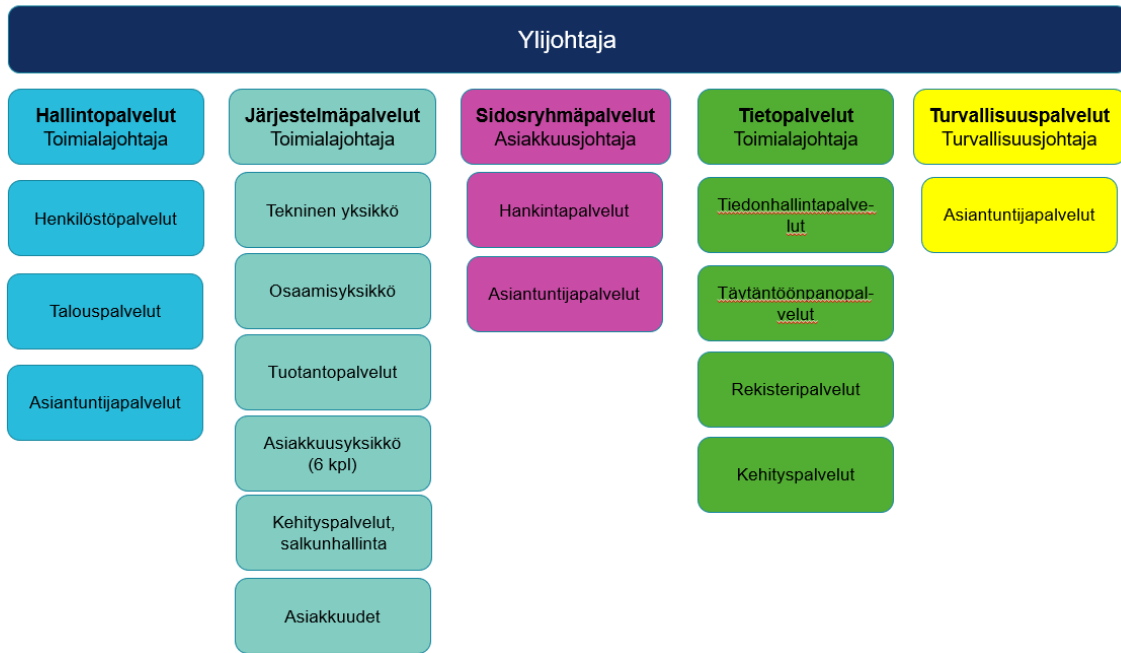 Ylijohtaja
Hallintopalvelut
Toimialajohtaja
Henkilöstöpalvelut
Talouspalvelut
Asiantuntijapalvelut
Järjestelmäpalvelut
Toimialajohtaja
Tekninen yksikkö
Osaamisyksikkö
Tuotantopalvelut
Asiakkuusyksikkö
(6 kpl)
Kehityspalvelut,
salkunhallinta
Asiakkuudet
Sidosryhmäpalvelut
Asiakkuusjohtaja
Hankintapalvelut
Asiantuntijapalvelut
Tietopalvelut
Toimialajohtaja
Tiedonhallintapalve-
lut
Täytäntöönpanopal-
velut
Rekisteripalvelut
Kehityspalvelut
Turvallisuuspalvelut
Turvallisuusjohtaja
Asiantuntijapalvelut